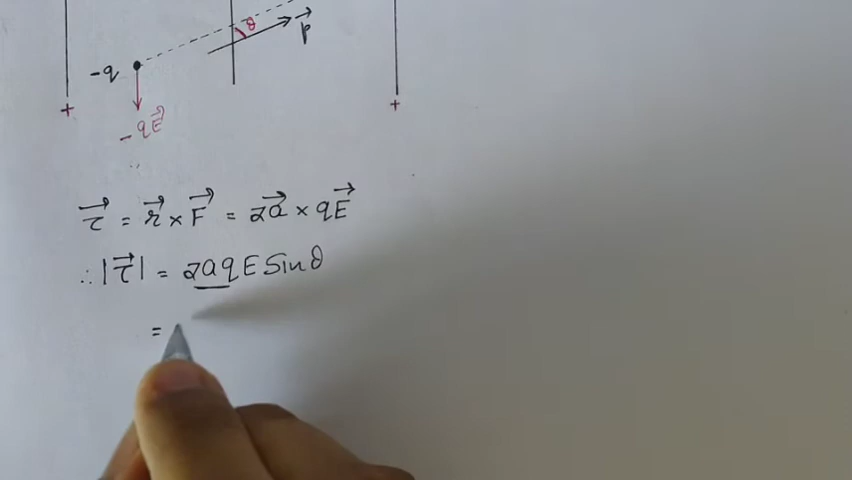 θ
p⃗
-q
+
+
-qE⃗
∴
τ⃗ = r⃗ × F⃗ = 2a⃗ × qE⃗
∴ |τ⃗| = 2aqE Sinθ
=